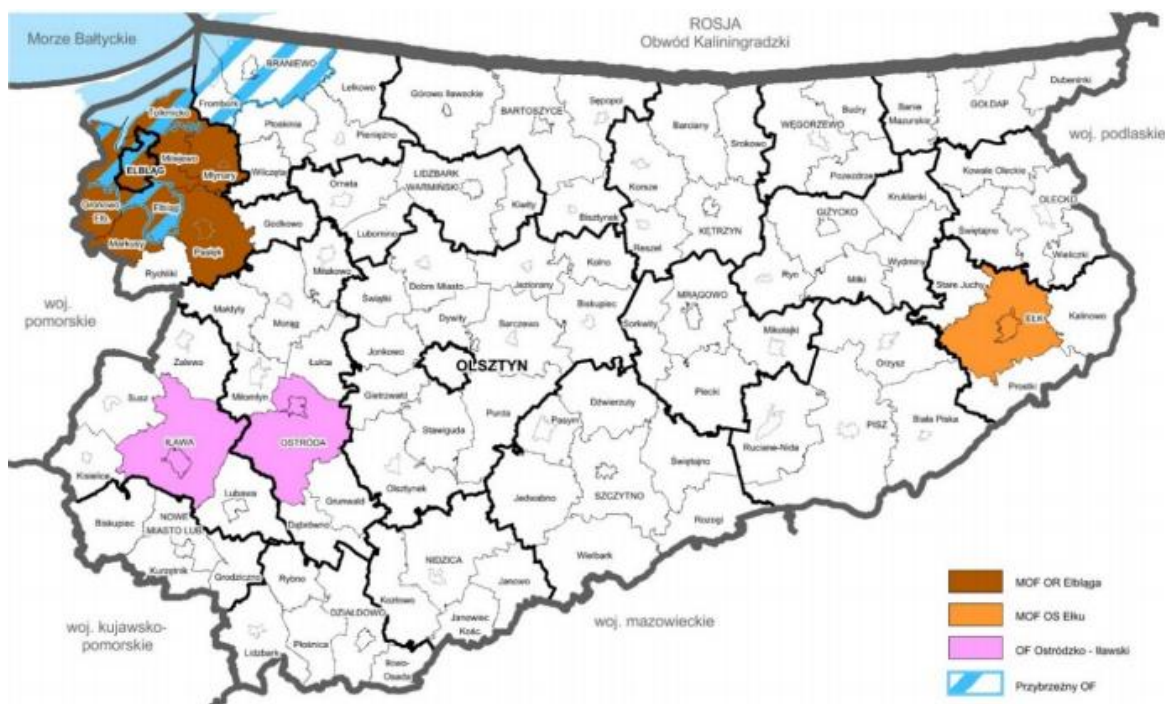 Morze Bałtyckie
ROSJA
Obwód Kaliningradzki
BRANIEWO
Lelkowo
Frombork
Górowo Iławeckie
BARTOSZYCE
Sępopol
Barciany
Srokowo
WĘGORZEWO
Budry
Banie
Mazurskie
GOŁDAP
Dubeninki
woj. podlaskie
Tolkmicko
Płoskinia
Pieniężno
Wilczęta
Milejewo
Młynary
ELBLĄG
Orneta
LIDZBARK
WARMIŃSKI
Kiwity
Bisztynek
Korsze
Reszel
KĘTRZYN
Pozezdrze
Kruklanki
GIŻYCKO
Kowale Oleckie
OLECKO
Świętajno
Wieliczki
Gronowo
Elb.
Elbląg
Markusy
Pasłęk
Rychliki
Godkowo
Lubomino
Miłakowo
Świątki
Dobre Miasto
Jeziorany
Kolno
Biskupiec
Ryn
Miłki
Wydminy
Stare Juchy
EŁK
Kalinowo
Prostki
woj.
pomorskie
Małdyty
Morąg
Zalewo
Łukta
Miłomłyn
Jonkowo
Dywity
Barczewo
OLSZTYN
Sorkwity
MRĄGOWO
Mikołajki
Piecki
Orzysz
PISZ
Biała Piska
Ruciane-Nida
Susz
IŁAWA
OSTRÓDA
Gietrzwałd
Stawiguda
Purda
Pasym
Dźwierzuty
Świętajno
Kisielice
Lubawa
Grunwald
Dąbrówno
Olsztynek
Jedwabno
SZCZYTNO
Rozogi
Wielbark
Biskupiec
NOWE
MIASTO LUB.
Kurzętnik
Grodziczno
Rybno
DZIAŁDOWO
Lidzbark
Płośnica
Iłowo-
Osada
NIDZICA
Kozłowo
Janowo
Janowiec
Kośc.
woj. kujawsko-
pomorskie
woj. mazowieckie
MOF OR Elbląga
MOF OS Ełku
OF Ostródzko - Iławski
Przybrzeżny OF